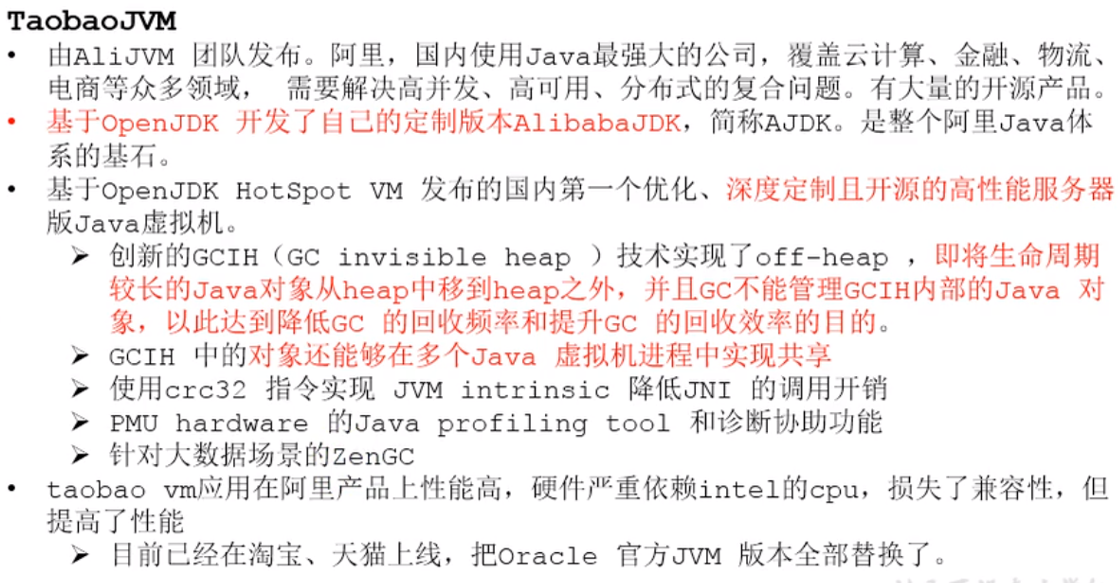 TaobaoJVM
• 由AliJVM 团队发布。阿里，国内使用Java最强大的公司，覆盖云计算、金融、物流、
电商等众多领域， 需要解决高并发、高可用、分布式的复合问题。有大量的开源产品。
• 基于OpenJDK 开发了自己的定制版本AlibabaJDK，简称AJDK。是整个阿里Java体
系的基石。
• 基于OpenJDK HotSpot VM 发布的国内第一个优化、深度定制且开源的高性能服务器
版Java虚拟机。
➢ 创新的GCIH（GC invisible heap ）技术实现了off-heap ，即将生命周期
较长的Java对象从heap中移到heap之外，并且GC不能管理GCIH内部的Java 对
象，以此达到降低GC 的回收频率和提升GC 的回收效率的目的。
➢ GCIH 中的对象还能够在多个Java 虚拟机进程中实现共享
➢ 使用crc32 指令实现 JVM intrinsic 降低JNI 的调用开销
➢ PMU hardware 的Java profiling tool 和诊断协助功能
➢ 针对大数据场景的ZenGC
• taobao vm应用在阿里产品上性能高，硬件严重依赖intel的cpu，损失了兼容性，但
提高了性能
➢ 目前已经在淘宝、天猫上线，把Oracle 官方JVM 版本全部替换了。